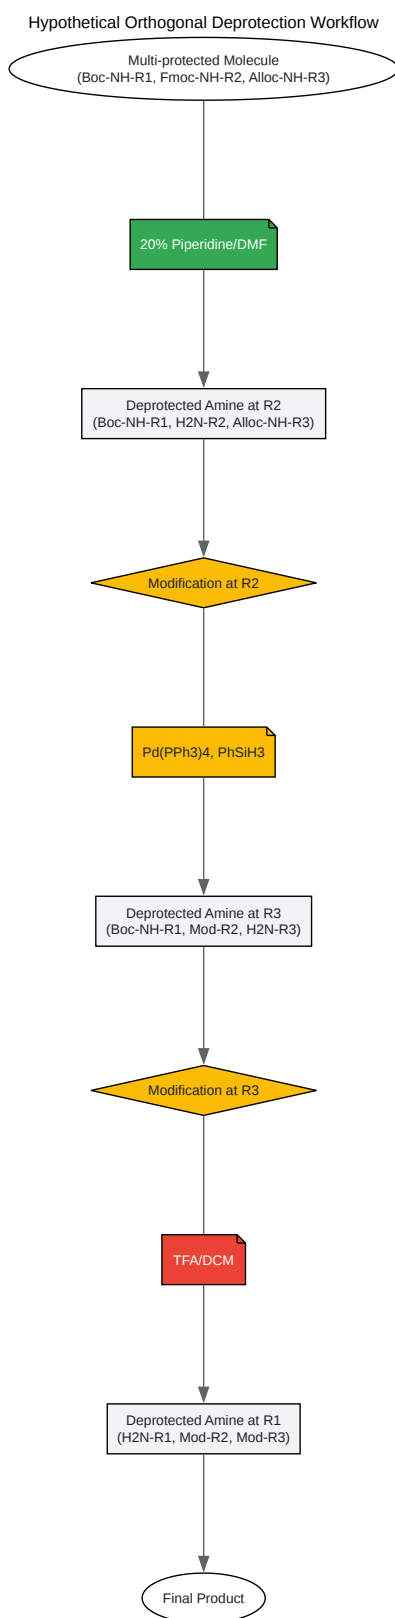 Hypothetical Orthogonal Deprotection Workflow
Multi-protected Molecule
(Boc-NH-R1, Fmoc-NH-R2, Alloc-NH-R3)
20% Piperidine/DMF
Deprotected Amine at R2
(Boc-NH-R1, H2N-R2, Alloc-NH-R3)
Modification at R2
Pd(PPh3)4, PhSiH3
Deprotected Amine at R3
(Boc-NH-R1, Mod-R2, H2N-R3)
Modification at R3
TFA/DCM
Deprotected Amine at R1
(H2N-R1, Mod-R2, Mod-R3)
Final Product